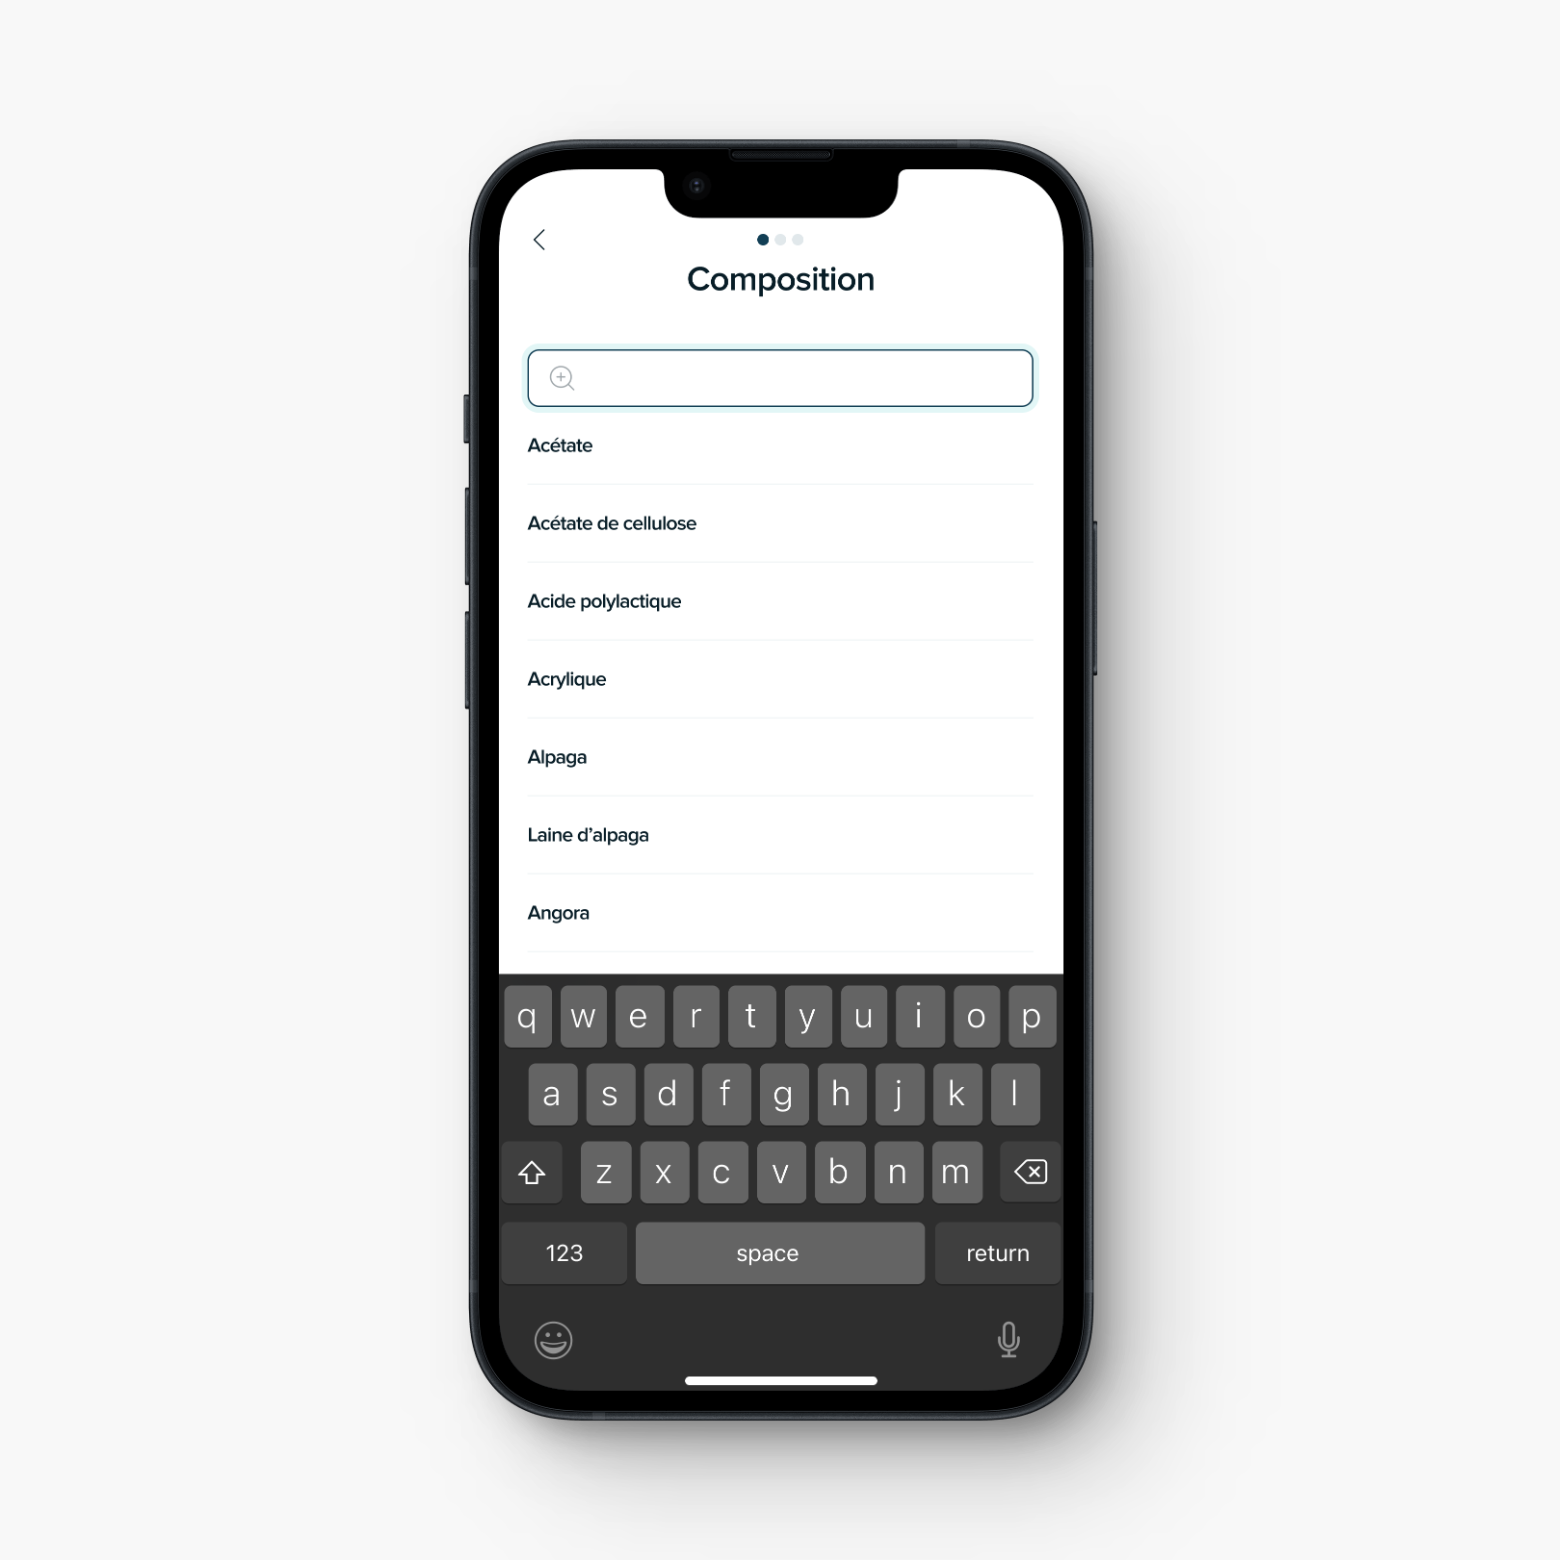 Composition
Acétate
Acétate de cellulose
Acide polylactique
Acrylique
Alpaga
Laine d’alpaga
Angora
q w e r t y u i o p
a s d f g h j k l
z x c v b n m
123 space return